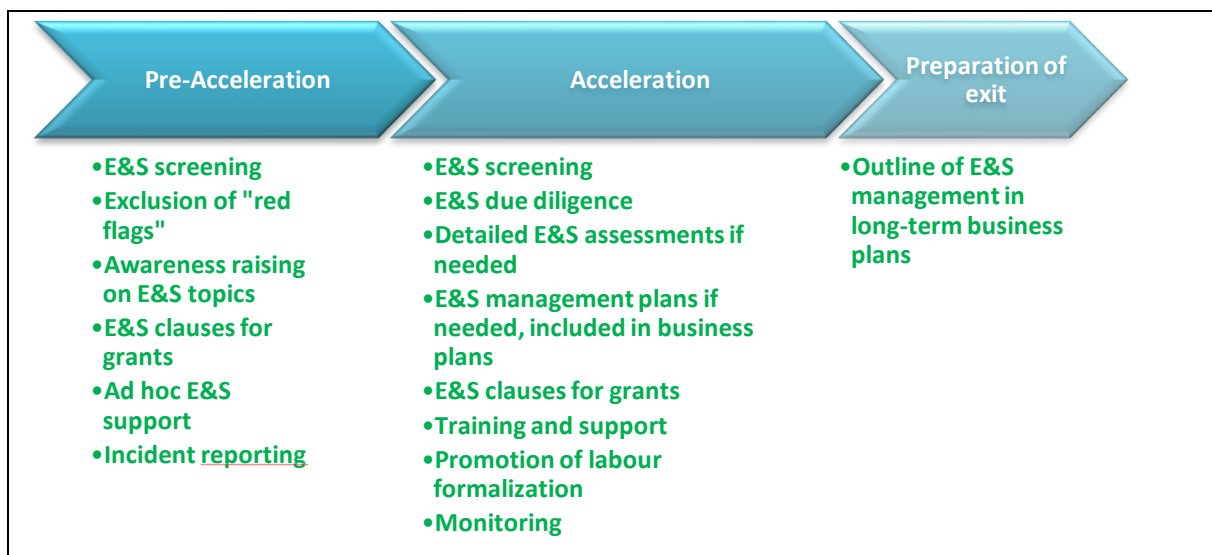 Pre-Acceleration
Acceleration
Preparation of
exit
•E&S screening
•Exclusion of "red
flags"
•Awareness raising
on E&S topics
•E&S clauses for
grants
•Ad hoc E&S
support
•Incident reporting
•E&S screening
•E&S due diligence
•Detailed E&S assessments if
needed
•E&S management plans if
needed, included in business
plans
•E&S clauses for grants
•Training and support
•Promotion of labour
formalization
•Monitoring
•Outline of E&S
management in
long-term business
plans